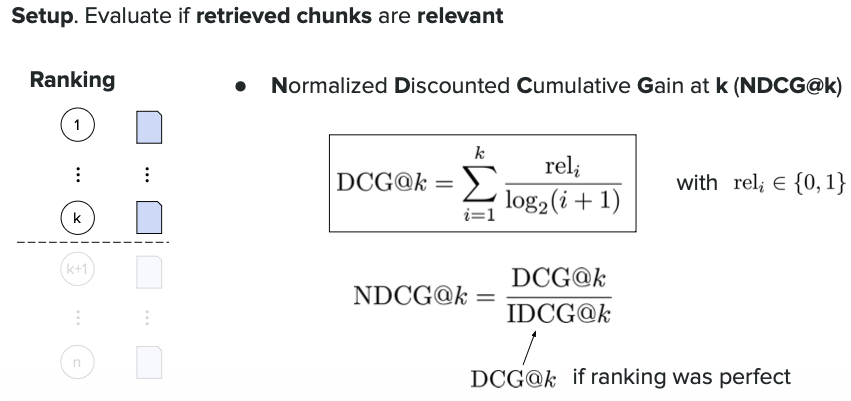 Setup. Evaluate if retrieved chunks are relevant
Ranking
● Normalized Discounted Cumulative Gain at k (NDCG@k)
1
⋮ ⋮
k
k+1
⋮ ⋮
n
DCG@k = ∑_{i=1}^{k} rel_i / log_2(i + 1)
with rel_i ∈ {0, 1}
NDCG@k = DCG@k / IDCG@k
DCG@k if ranking was perfect